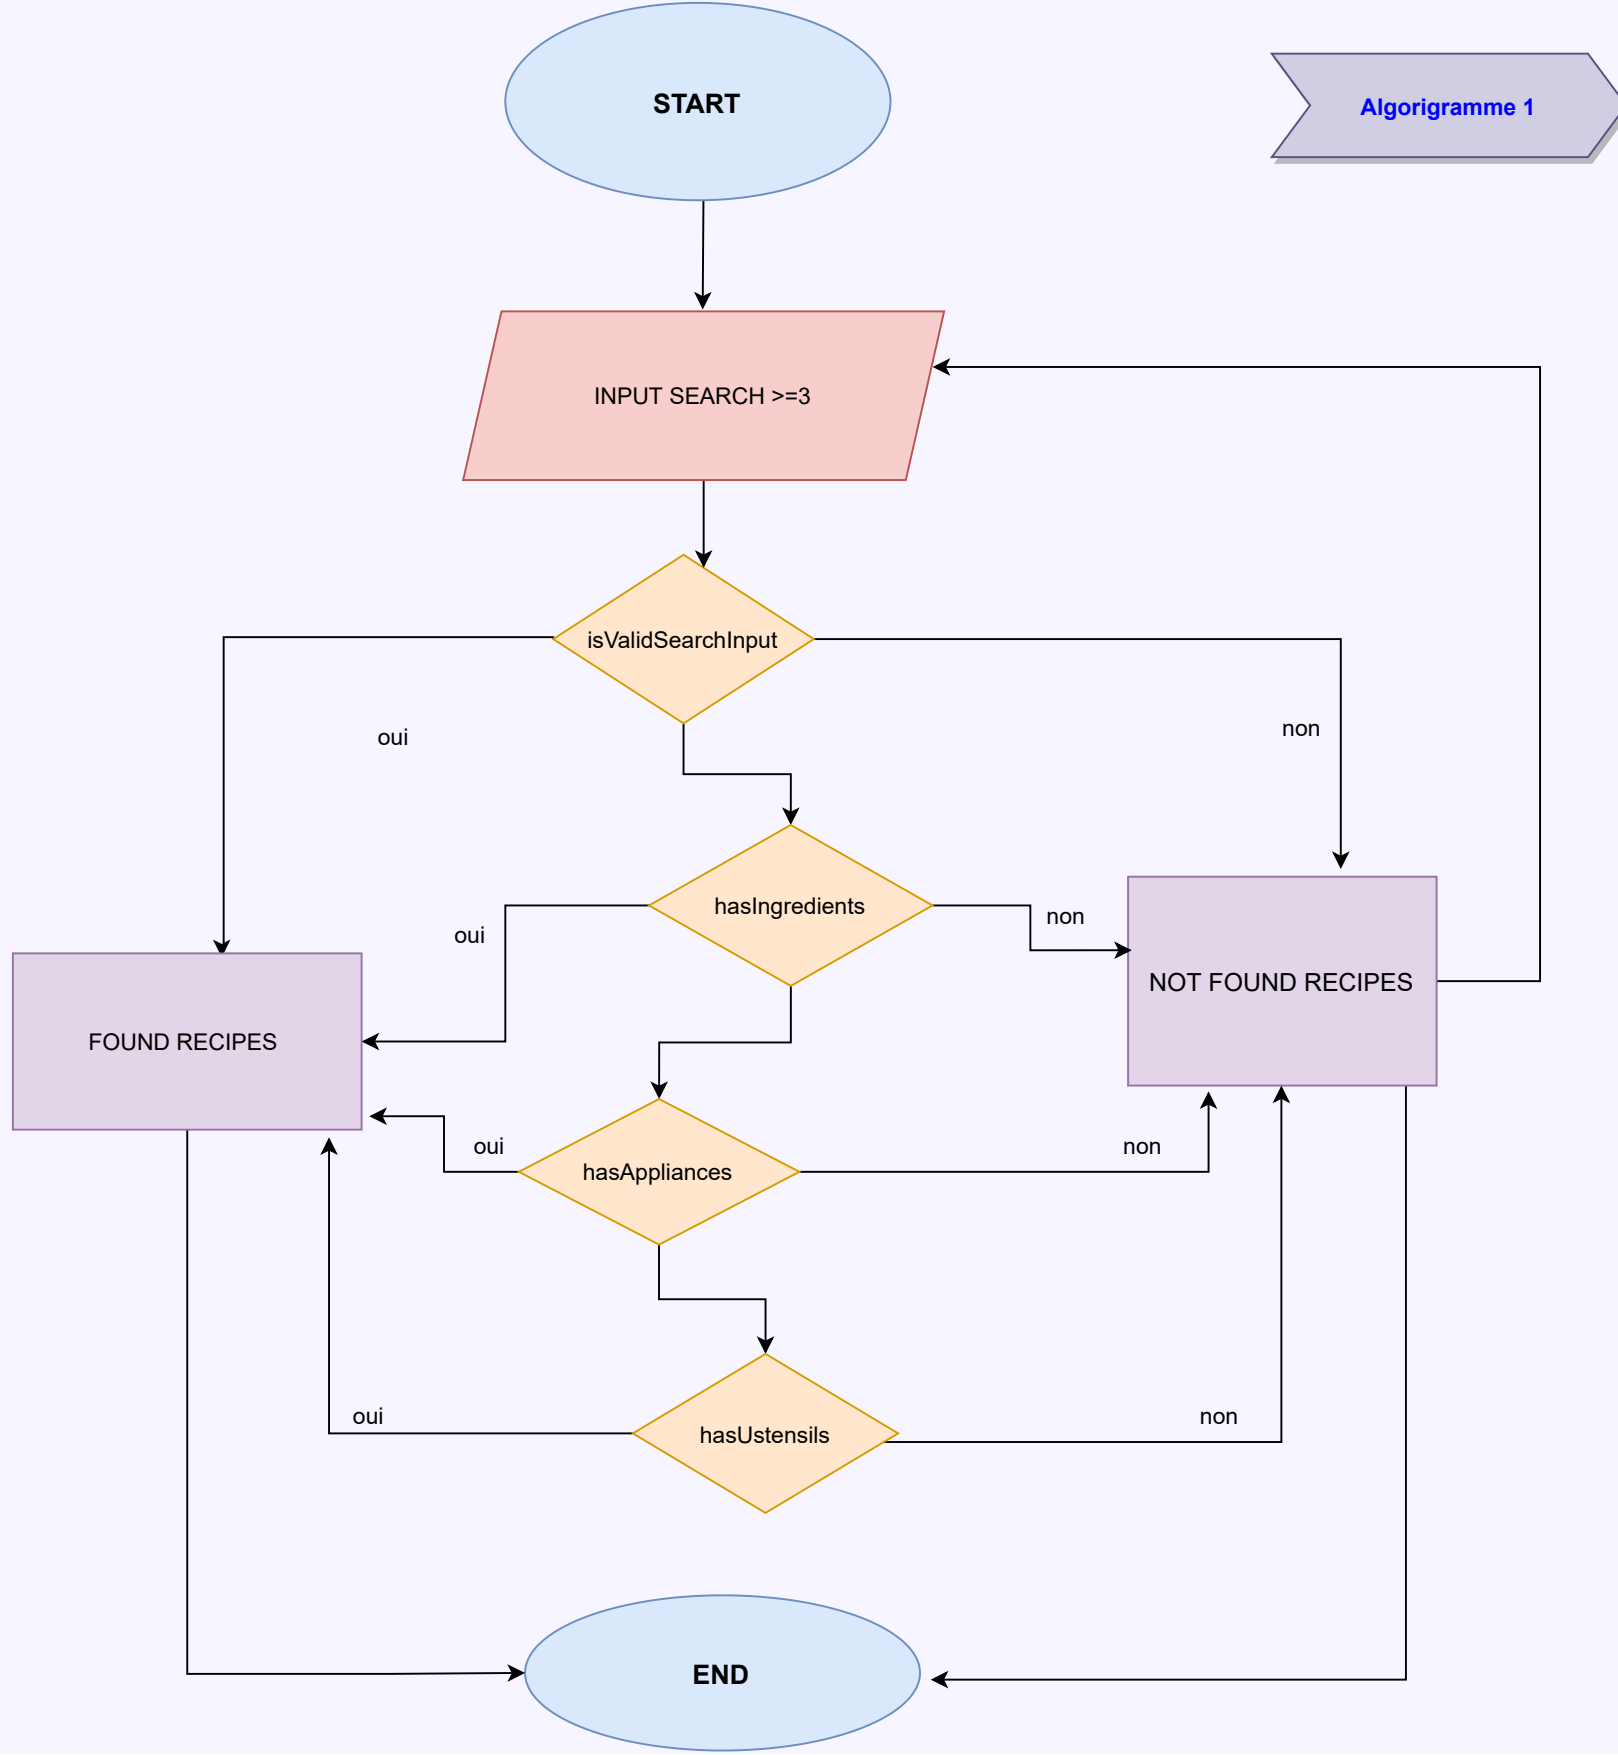 START
Algorigramme 1
INPUT SEARCH >=3
isValidSearchInput
oui
non
hasIngredients
oui
non
NOT FOUND RECIPES
FOUND RECIPES
oui
hasAppliances
non
oui
hasUstensils
non
END